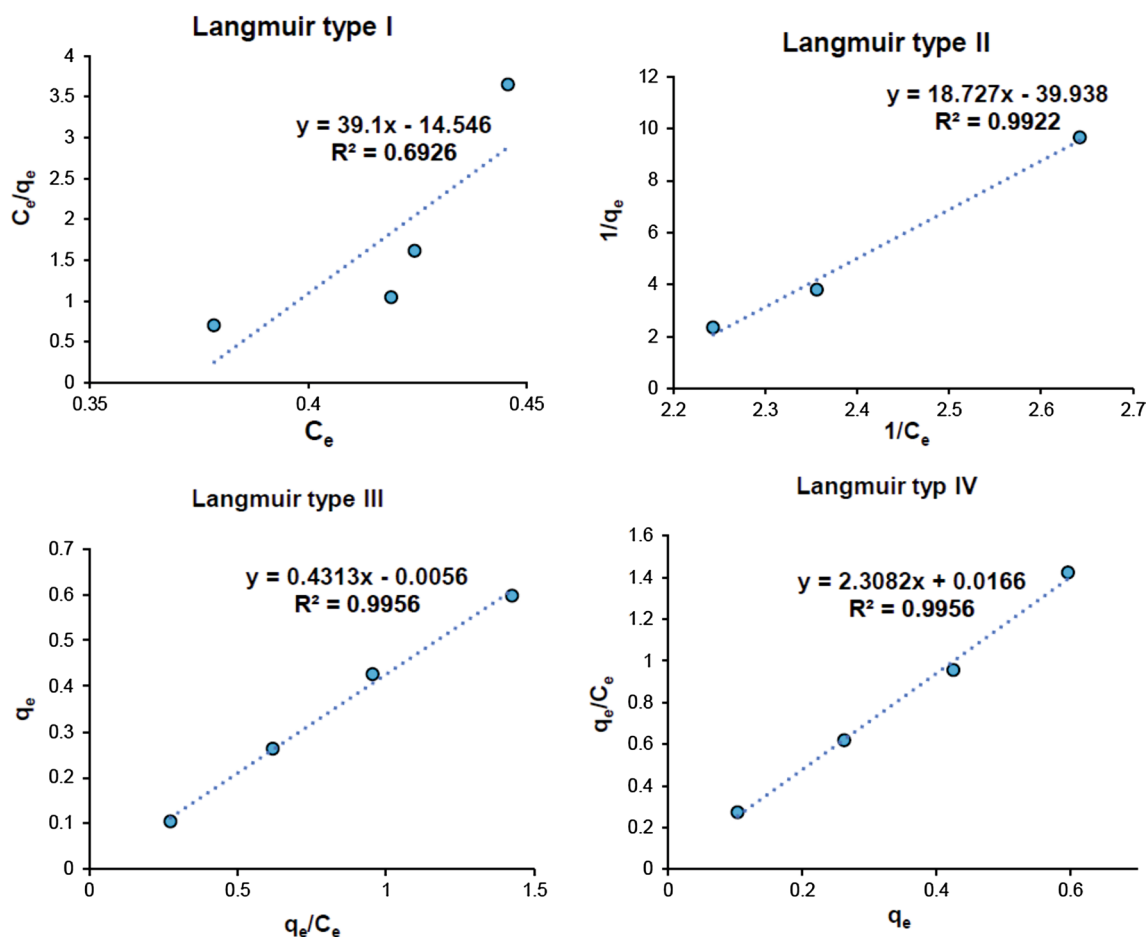 Langmuir type I
4
3.5
3
2.5
2
1.5
1
0.5
0
y = 39.1x - 14.546
R² = 0.6926
Cₑ/qₑ
0.35
0.4
0.45
Cₑ
Langmuir type II
12
10
8
6
4
2
0
y = 18.727x - 39.938
R² = 0.9922
1/qₑ
2.2
2.3
2.4
2.5
2.6
2.7
1/Cₑ
Langmuir type III
0.7
0.6
0.5
0.4
0.3
0.2
0.1
0
y = 0.4313x - 0.0056
R² = 0.9956
qₑ
0
0.5
1
1.5
qₑ/Cₑ
Langmuir typ IV
1.6
1.4
1.2
1
0.8
0.6
0.4
0.2
0
y = 2.3082x + 0.0166
R² = 0.9956
qₑ/Cₑ
0
0.2
0.4
0.6
qₑ